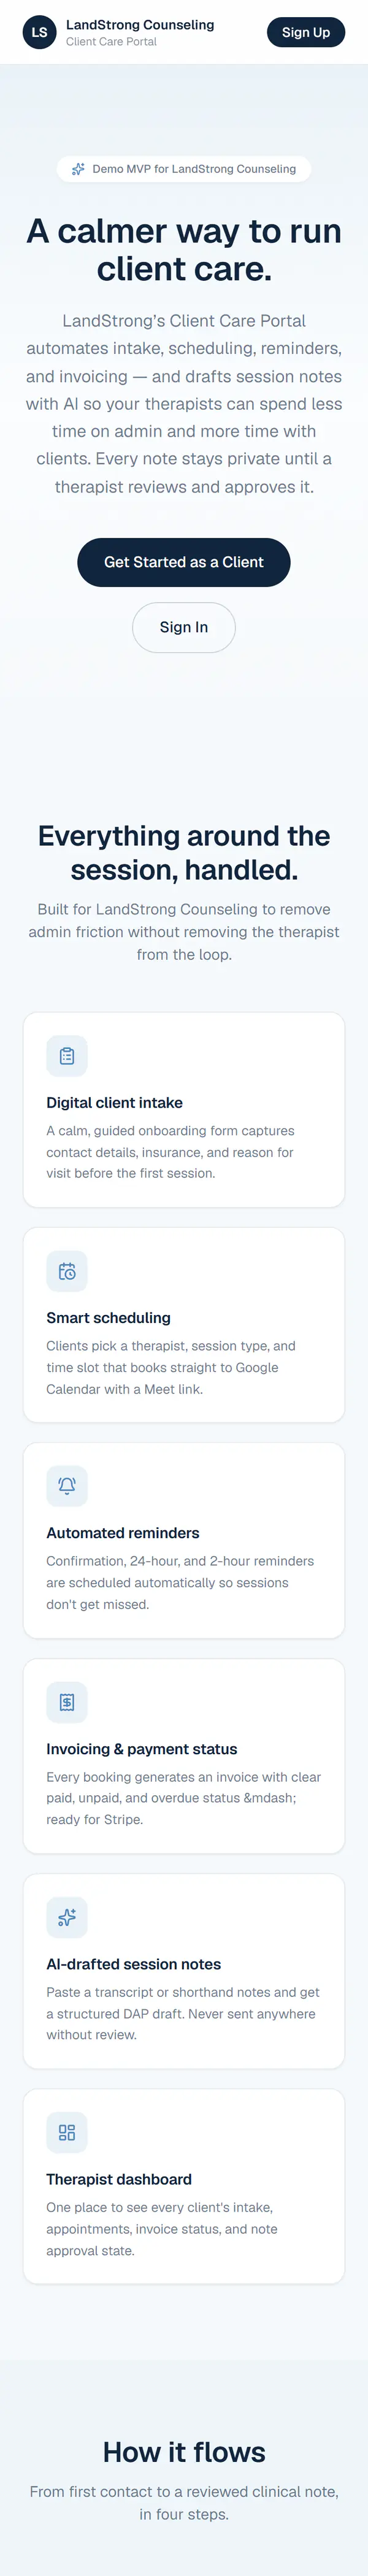 LS
LandStrong Counseling
Client Care Portal
Sign Up
Demo MVP for LandStrong Counseling
A calmer way to run
client care.
LandStrong’s Client Care Portal
automates intake, scheduling, reminders,
and invoicing — and drafts session notes
with AI so your therapists can spend less
time on admin and more time with
clients. Every note stays private until a
therapist reviews and approves it.
Get Started as a Client
Sign In
Everything around the
session, handled.
Built for LandStrong Counseling to remove
admin friction without removing the therapist
from the loop.
Digital client intake
A calm, guided onboarding form captures
contact details, insurance, and reason for
visit before the first session.
Smart scheduling
Clients pick a therapist, session type, and
time slot that books straight to Google
Calendar with a Meet link.
Automated reminders
Confirmation, 24-hour, and 2-hour reminders
are scheduled automatically so sessions
don't get missed.
Invoicing & payment status
Every booking generates an invoice with clear
paid, unpaid, and overdue status &mdash;
ready for Stripe.
AI-drafted session notes
Paste a transcript or shorthand notes and get
a structured DAP draft. Never sent anywhere
without review.
Therapist dashboard
One place to see every client's intake,
appointments, invoice status, and note
approval state.
How it flows
From first contact to a reviewed clinical note,
in four steps.